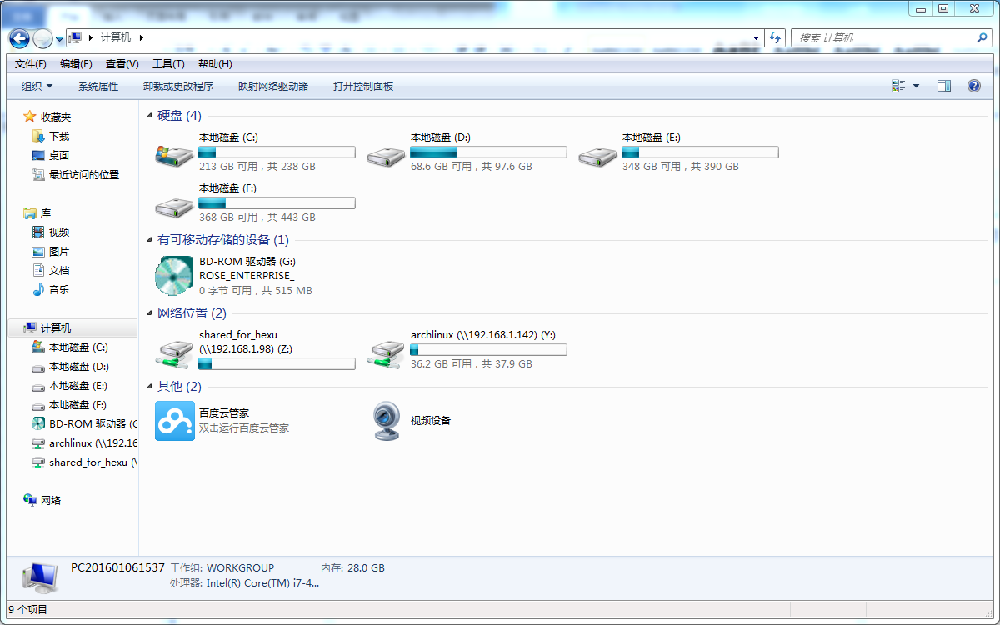 计算机
搜索 计算机
文件(F) 编辑(E) 查看(V) 工具(T) 帮助(H)
组织 系统属性 卸载或更改程序 映射网络驱动器 打开控制面板
收藏夹
下载
桌面
最近访问的位置
库
视频
图片
文档
音乐
计算机
本地磁盘 (C:)
本地磁盘 (D:)
本地磁盘 (E:)
本地磁盘 (F:)
BD-ROM 驱动器 (G
archlinux (\\192.16
shared_for_hexu (\
网络
硬盘 (4)
本地磁盘 (C:)
213 GB 可用，共 238 GB
本地磁盘 (D:)
68.6 GB 可用，共 97.6 GB
本地磁盘 (E:)
348 GB 可用，共 390 GB
本地磁盘 (F:)
368 GB 可用，共 443 GB
有可移动存储的设备 (1)
BD-ROM 驱动器 (G:)
ROSE_ENTERPRISE_
0 字节 可用，共 515 MB
网络位置 (2)
shared_for_hexu
(\\192.168.1.98) (Z:)
archlinux (\\192.168.1.142) (Y:)
36.2 GB 可用，共 37.9 GB
其他 (2)
百度云管家
双击运行百度云管家
视频设备
PC201601061537 工作组: WORKGROUP 内存: 28.0 GB
处理器: Intel(R) Core(TM) i7-4...
9 个项目